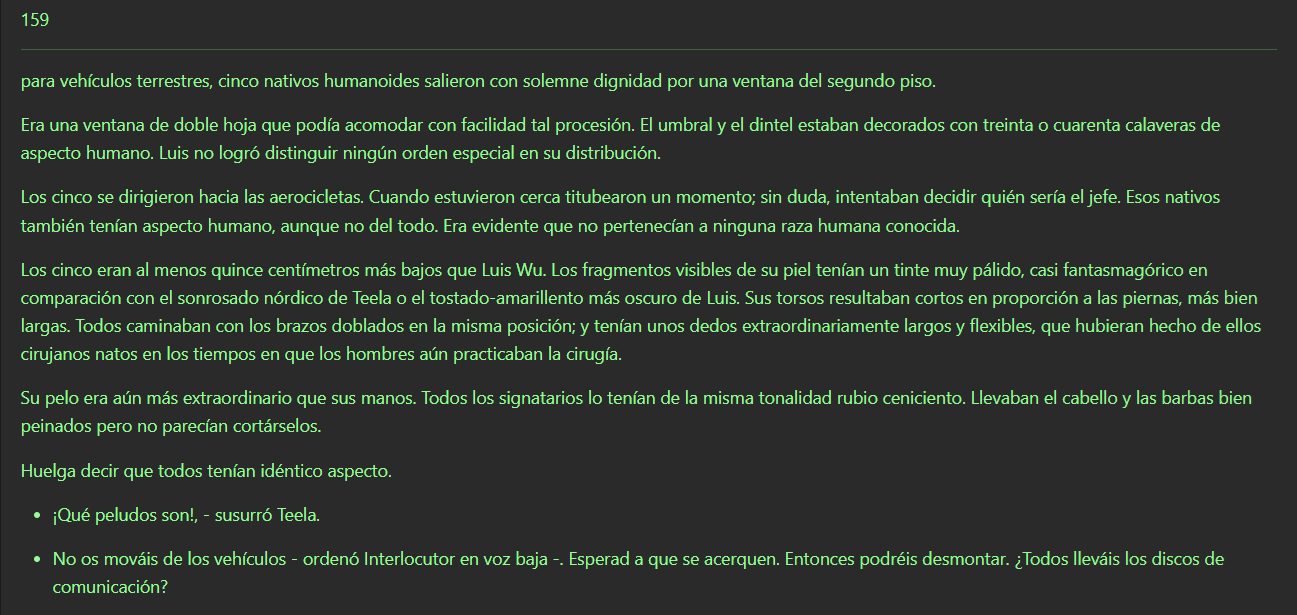 159
para vehículos terrestres, cinco nativos humanoides salieron con solemne dignidad por una ventana del segundo piso.
Era una ventana de doble hoja que podía acomodar con facilidad tal procesión. El umbral y el dintel estaban decorados con treinta o cuarenta calaveras de
aspecto humano. Luis no logró distinguir ningún orden especial en su distribución.
Los cinco se dirigieron hacia las aerocicletas. Cuando estuvieron cerca titubearon un momento; sin duda, intentaban decidir quién sería el jefe. Esos nativos
también tenían aspecto humano, aunque no del todo. Era evidente que no pertenecían a ninguna raza humana conocida.
Los cinco eran al menos quince centímetros más bajos que Luis Wu. Los fragmentos visibles de su piel tenían un tinte muy pálido, casi fantasmagórico en
comparación con el sonrosado nórdico de Teela o el tostado-amarillento más oscuro de Luis. Sus torsos resultaban cortos en proporción a las piernas, más bien
largas. Todos caminaban con los brazos doblados en la misma posición; y tenían unos dedos extraordinariamente largos y flexibles, que hubieran hecho de ellos
cirujanos natos en los tiempos en que los hombres aún practicaban la cirugía.
Su pelo era aún más extraordinario que sus manos. Todos los signatarios lo tenían de la misma tonalidad rubio ceniciento. Llevaban el cabello y las barbas bien
peinados pero no parecían cortárselos.
Huelga decir que todos tenían idéntico aspecto.
• ¡Qué peludos son!, - susurró Teela.
• No os mováis de los vehículos - ordenó Interlocutor en voz baja -. Esperad a que se acerquen. Entonces podréis desmontar. ¿Todos lleváis los discos de
comunicación?